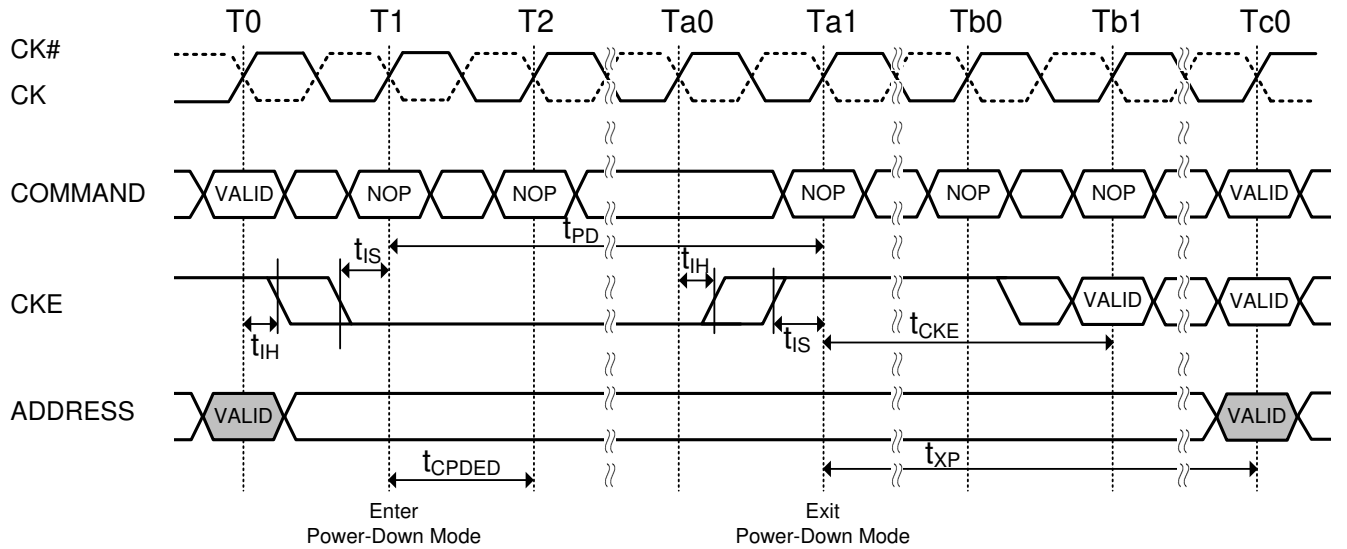 T0 T1 T2 Ta0 Ta1 Tb0 Tb1 Tc0
CK#
CK
COMMAND VALID NOP NOP NOP NOP NOP VALID
tPD
tIS tIH
CKE VALID VALID
tIH tIS tCKE
ADDRESS VALID VALID
tCPDED tXP
Enter
Power-Down Mode
Exit
Power-Down Mode